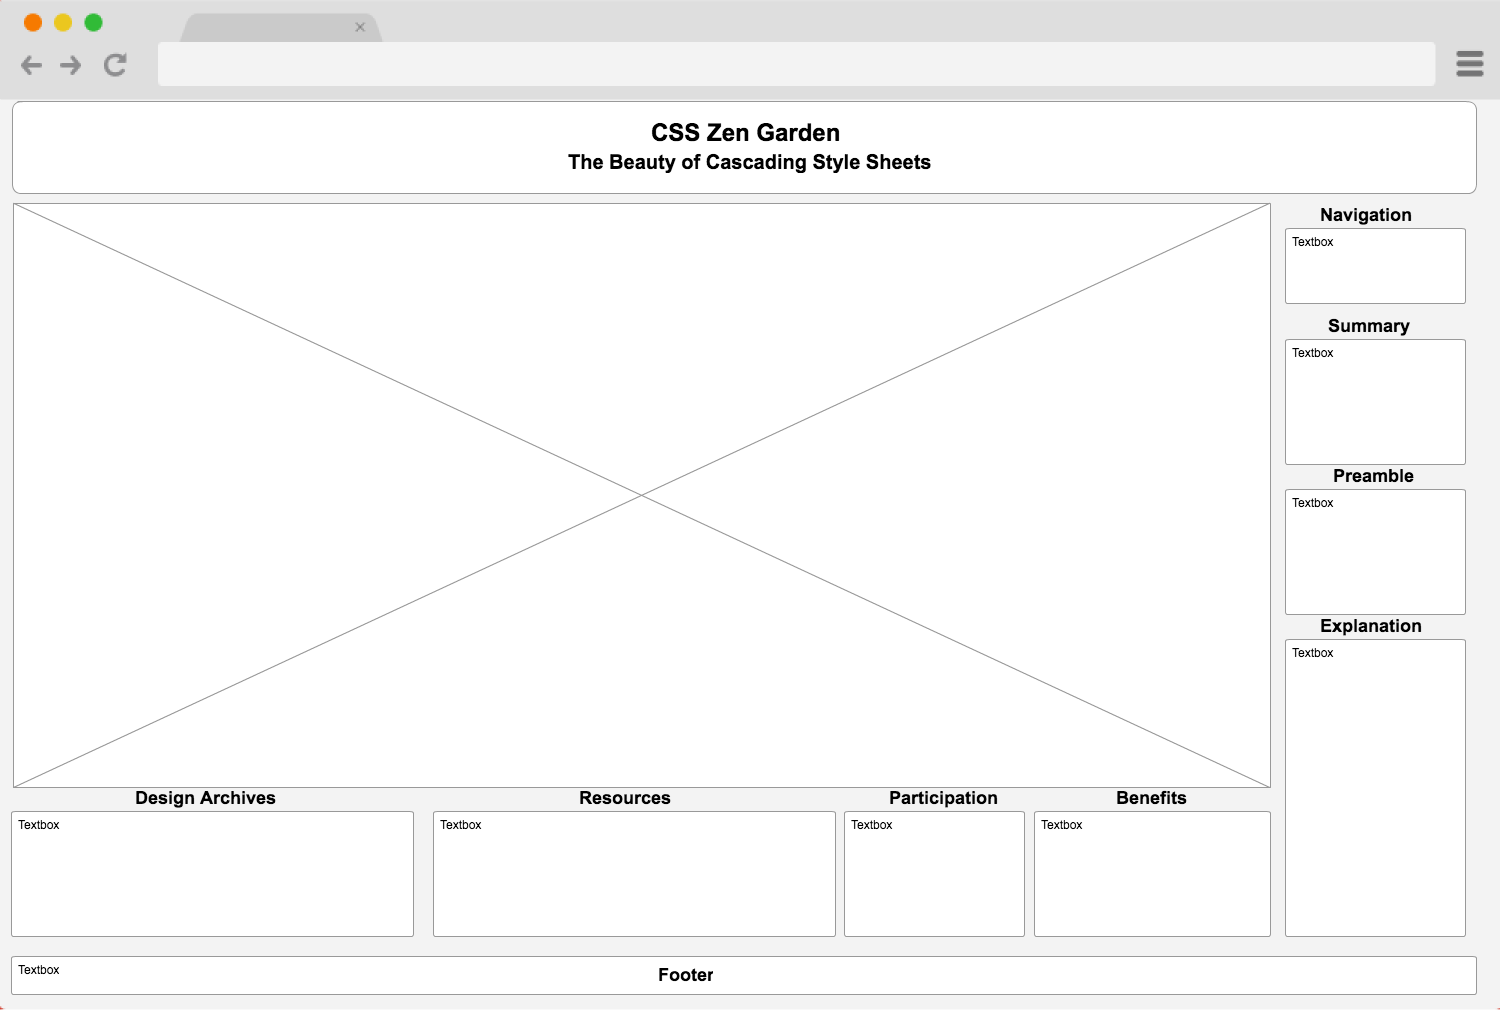 CSS Zen Garden
The Beauty of Cascading Style Sheets
Navigation
Textbox
Summary
Textbox
Preamble
Textbox
Explanation
Textbox
Design Archives
Textbox
Resources
Textbox
Participation
Textbox
Benefits
Textbox
Textbox
Footer